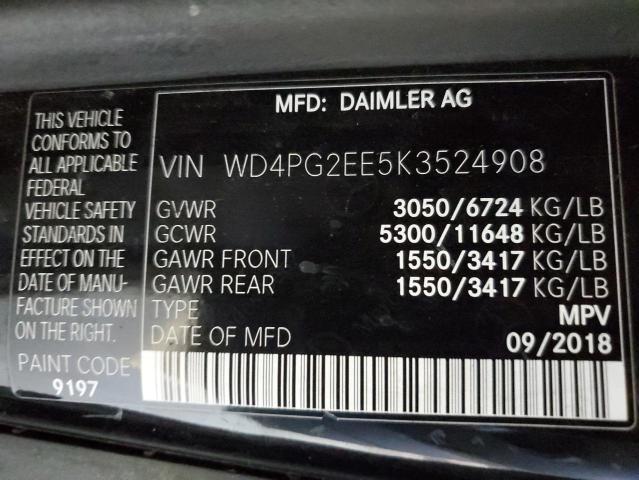 MFD: DAIMLER AG
THIS VEHICLE
CONFORMS TO
ALL APPLICABLE
FEDERAL
VEHICLE SAFETY
STANDARDS IN
EFFECT ON THE
DATE OF MANU-
FACTURE SHOWN
ON THE RIGHT.
PAINT CODE
9197
VIN WD4PG2EE5K3524908
GVWR 3050/6724 KG/LB
GCWR 5300/11648 KG/LB
GAWR FRONT 1550/3417 KG/LB
GAWR REAR 1550/3417 KG/LB
TYPE MPV
DATE OF MFD 09/2018